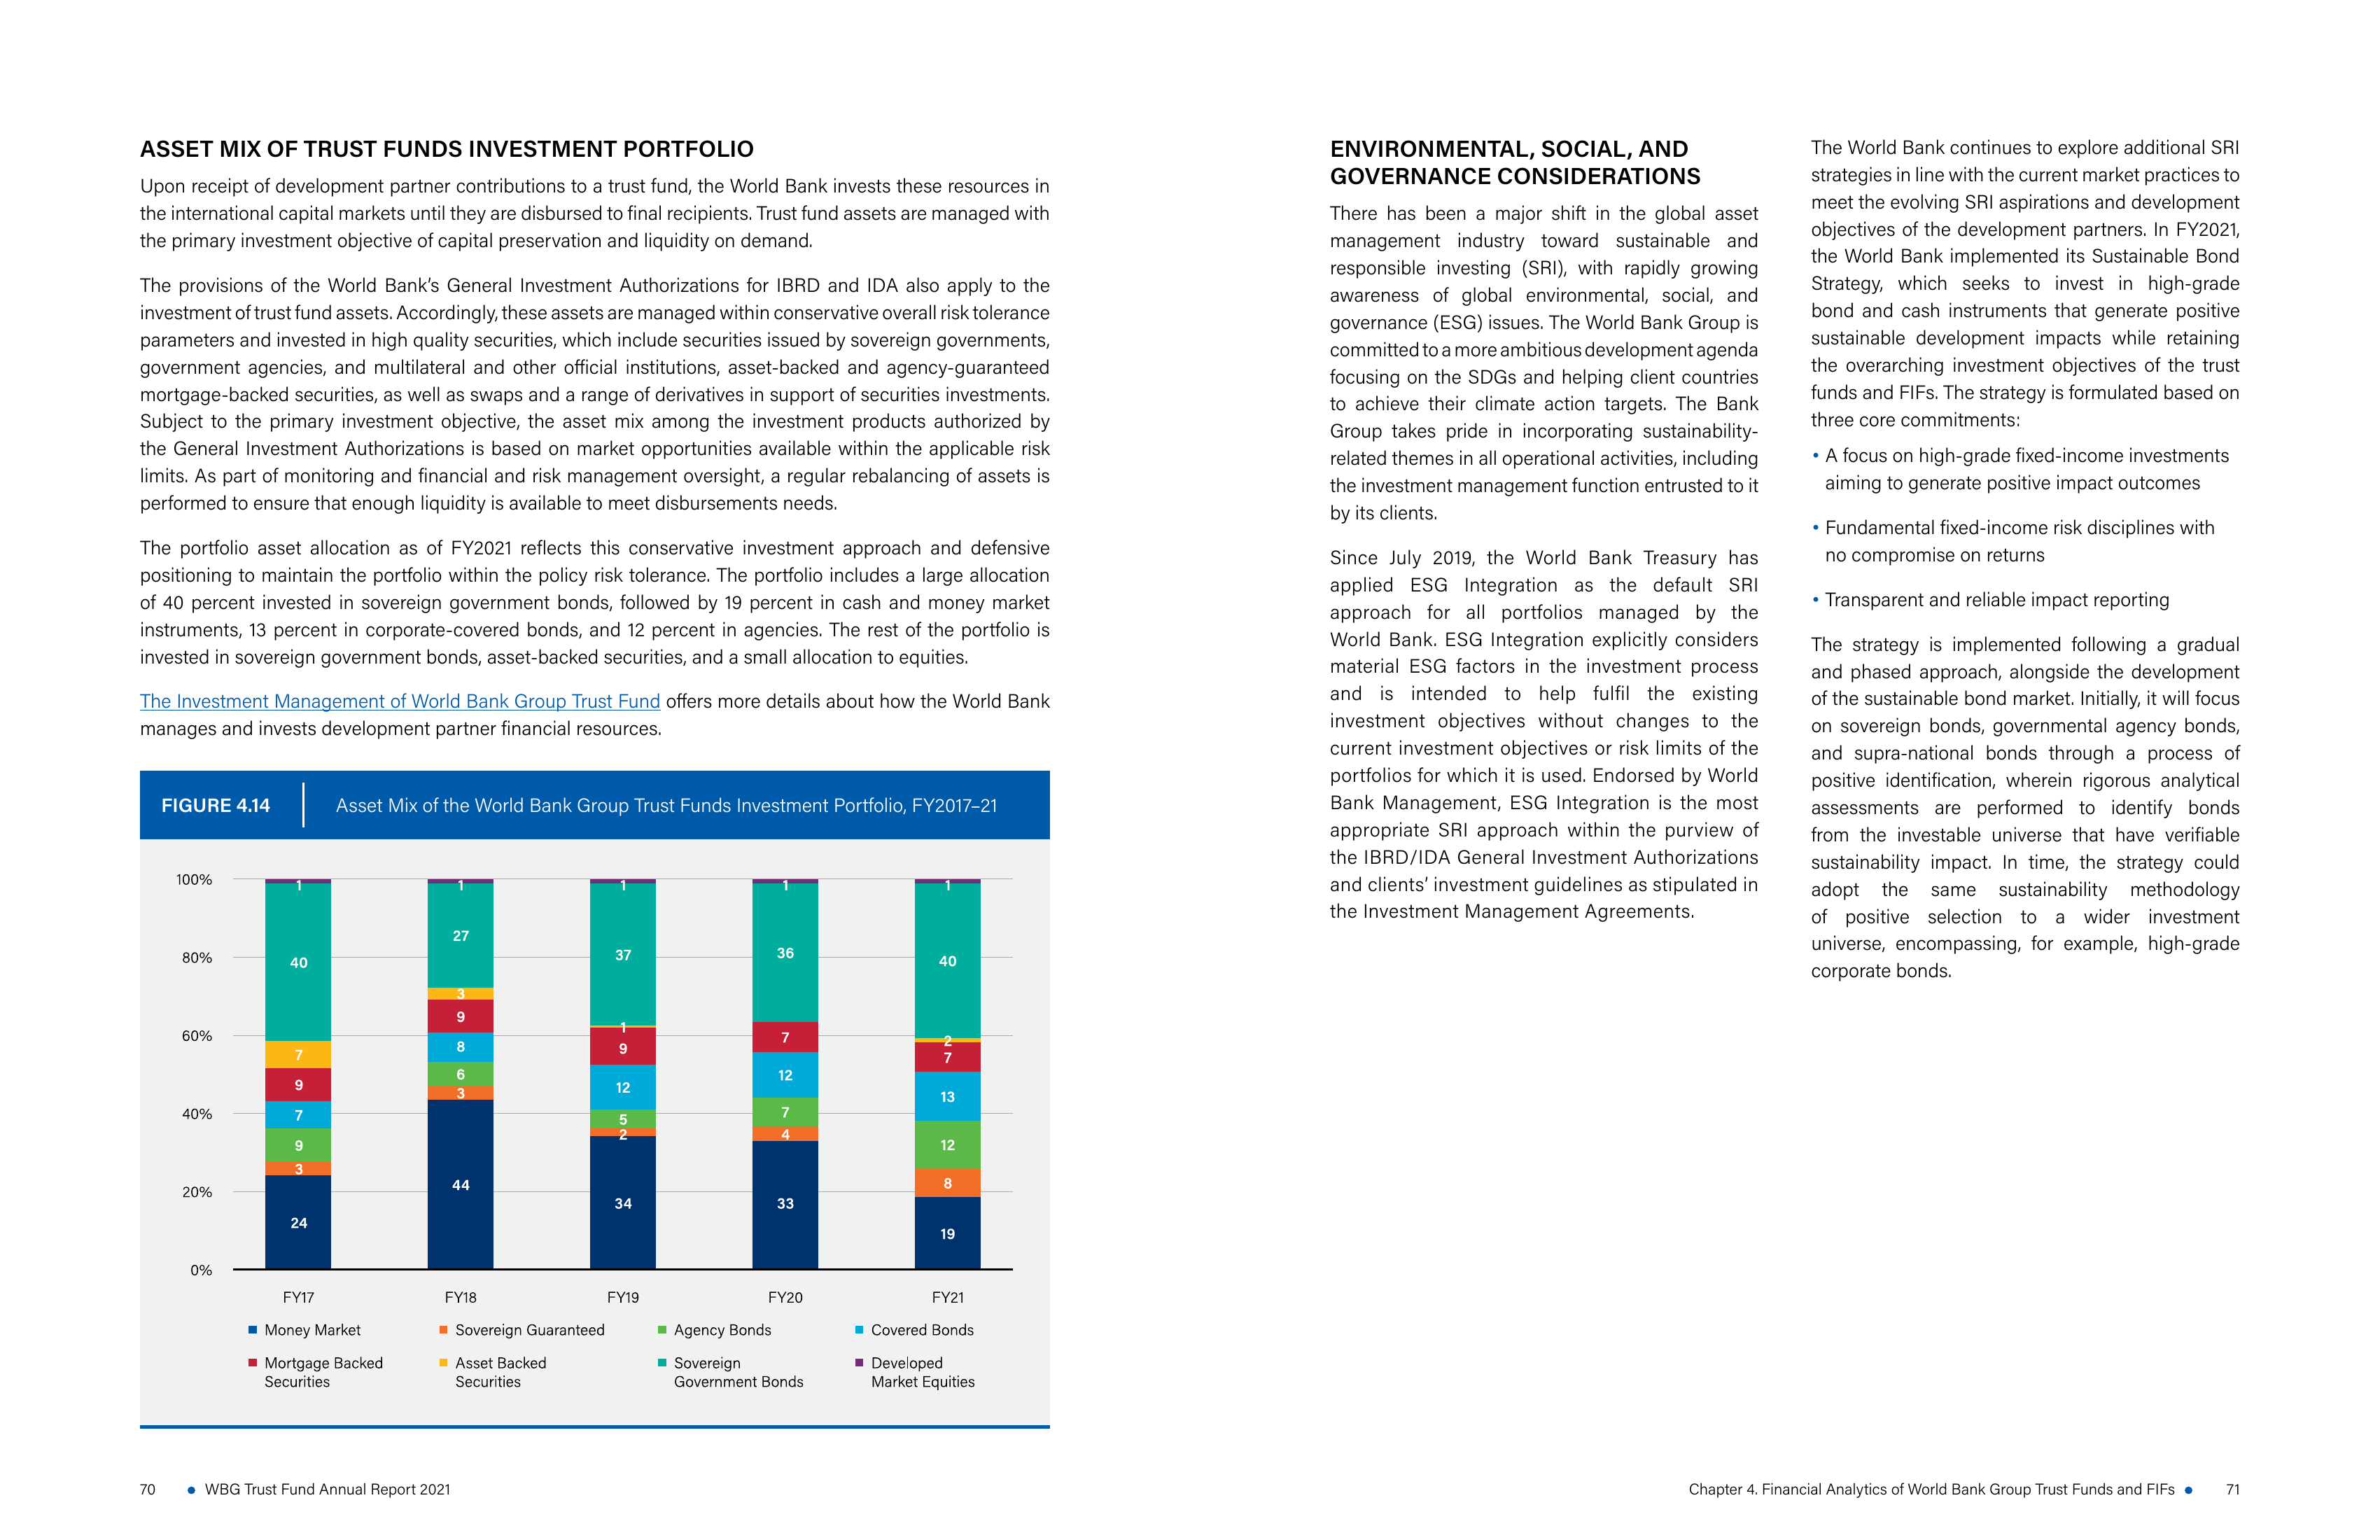 ASSET MIX OF TRUST FUNDS INVESTMENT PORTFOLIO
Upon receipt of development partner contributions to a trust fund, the World Bank invests these resources in
the international capital markets until they are disbursed to final recipients. Trust fund assets are managed with
the primary investment objective of capital preservation and liquidity on demand.
The provisions of the World Bank's General Investment Authorizations for IBRD and IDA also apply to the
investment of trust fund assets. Accordingly, these assets are managed within conservative overall risk tolerance
parameters and invested in high quality securities, which include securities issued by sovereign governments,
government agencies, and multilateral and other official institutions, asset-backed and agency-guaranteed
mortgage-backed securities, as well as swaps and a range of derivatives in support of securities investments.
Subject to the primary investment objective, the asset mix among the investment products authorized by
the General Investment Authorizations is based on market opportunities available within the applicable risk
limits. As part of monitoring and financial and risk management oversight, a regular rebalancing of assets is
performed to ensure that enough liquidity is available to meet disbursements needs.
The portfolio asset allocation as of FY2021 reflects this conservative investment approach and defensive
positioning to maintain the portfolio within the policy risk tolerance. The portfolio includes a large allocation
of 40 percent invested in sovereign government bonds, followed by 19 percent in cash and money market
instruments, 13 percent in corporate-covered bonds, and 12 percent in agencies. The rest of the portfolio is
invested in sovereign government bonds, asset-backed securities, and a small allocation to equities.
The Investment Management of World Bank Group Trust Fund offers more details about how the World Bank
manages and invests development partner financial resources.
FIGURE 4.14 Asset Mix of the World Bank Group Trust Funds Investment Portfolio, FY2017–21
100%
80%
60%
40%
20%
0%
1
40
7
9
7
9
3
24
1
27
3
9
8
6
3
44
1
37
1
9
12
5
2
34
1
36
7
12
7
4
33
1
40
2
7
13
12
8
19
FY17 FY18 FY19 FY20 FY21
Money Market Sovereign Guaranteed Agency Bonds Covered Bonds
Mortgage Backed Asset Backed Sovereign Developed
Securities Securities Government Bonds Market Equities
70 • WBG Trust Fund Annual Report 2021
ENVIRONMENTAL, SOCIAL, AND
GOVERNANCE CONSIDERATIONS
There has been a major shift in the global asset
management industry toward sustainable and
responsible investing (SRI), with rapidly growing
awareness of global environmental, social, and
governance (ESG) issues. The World Bank Group is
committed to a more ambitious development agenda
focusing on the SDGs and helping client countries
to achieve their climate action targets. The Bank
Group takes pride in incorporating sustainability-
related themes in all operational activities, including
the investment management function entrusted to it
by its clients.
Since July 2019, the World Bank Treasury has
applied ESG Integration as the default SRI
approach for all portfolios managed by the
World Bank. ESG Integration explicitly considers
material ESG factors in the investment process
and is intended to help fulfil the existing
investment objectives without changes to the
current investment objectives or risk limits of the
portfolios for which it is used. Endorsed by World
Bank Management, ESG Integration is the most
appropriate SRI approach within the purview of
the IBRD/IDA General Investment Authorizations
and clients' investment guidelines as stipulated in
the Investment Management Agreements.
The World Bank continues to explore additional SRI
strategies in line with the current market practices to
meet the evolving SRI aspirations and development
objectives of the development partners. In FY2021,
the World Bank implemented its Sustainable Bond
Strategy, which seeks to invest in high-grade
bond and cash instruments that generate positive
sustainable development impacts while retaining
the overarching investment objectives of the trust
funds and FIFs. The strategy is formulated based on
three core commitments:
• A focus on high-grade fixed-income investments
aiming to generate positive impact outcomes
• Fundamental fixed-income risk disciplines with
no compromise on returns
• Transparent and reliable impact reporting
The strategy is implemented following a gradual
and phased approach, alongside the development
of the sustainable bond market. Initially, it will focus
on sovereign bonds, governmental agency bonds,
and supra-national bonds through a process of
positive identification, wherein rigorous analytical
assessments are performed to identify bonds
from the investable universe that have verifiable
sustainability impact. In time, the strategy could
adopt the same sustainability methodology
of positive selection to a wider investment
universe, encompassing, for example, high-grade
corporate bonds.
Chapter 4. Financial Analytics of World Bank Group Trust Funds and FIFs • 71